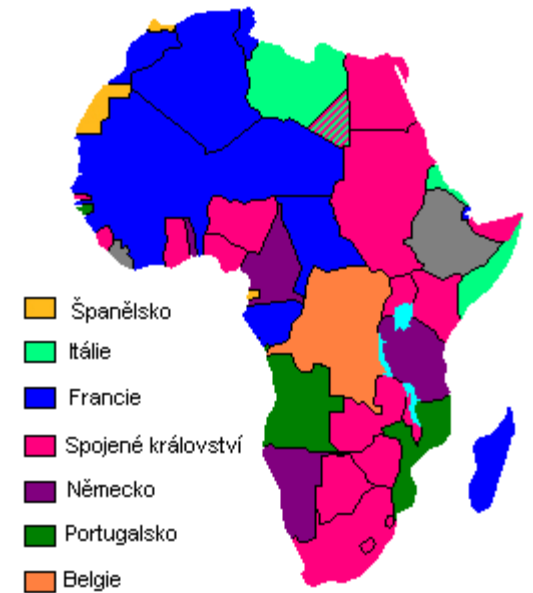 Španělsko
Itálie
Francie
Spojené království
Německo
Portugalsko
Belgie